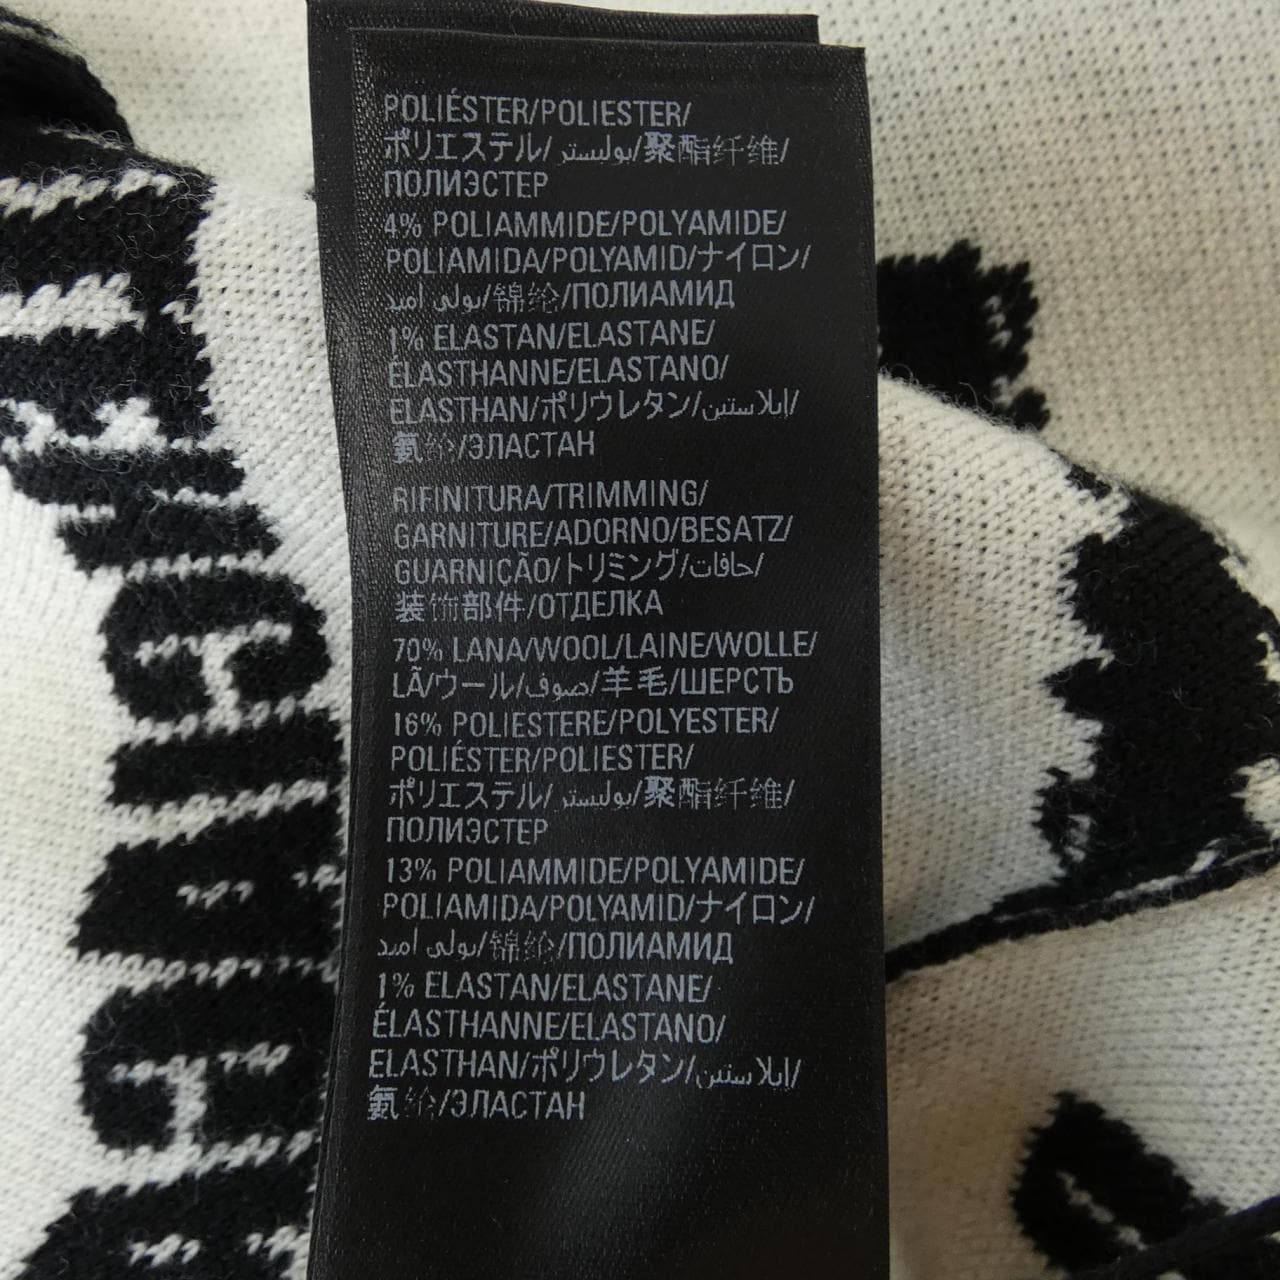 POLIÉSTER/POLIESTER/
ポリエステル/بوليستر/聚酯纤维/
ПОЛИЭСТЕР
4% POLIAMMIDE/POLYAMIDE/
POLIAMIDA/POLYAMID/ナイロン/
بولي أميد/锦纶/ПОЛИАМИД
1% ELASTAN/ELASTANE/
ÉLASTHANNE/ELASTANO/
ELASTHAN/ポリウレタン/إيلاستين/
氨纶/ЭЛАСТАН
RIFINITURA/TRIMMING/
GARNITURE/ADORNO/BESATZ/
GUARNIÇÃO/トリミング/حافات/
装饰部件/ОТДЕЛКА
70% LANA/WOOL/LAINE/WOLLE/
LÃ/ウール/صوف/羊毛/ШЕРСТЬ
16% POLIESTERE/POLYESTER/
POLIÉSTER/POLIESTER/
ポリエステル/بوليستر/聚酯纤维/
ПОЛИЭСТЕР
13% POLIAMMIDE/POLYAMIDE/
POLIAMIDA/POLYAMID/ナイロン/
بولي أميد/锦纶/ПОЛИАМИД
1% ELASTAN/ELASTANE/
ÉLASTHANNE/ELASTANO/
ELASTHAN/ポリウレタン/إيلاستين/
氨纶/ЭЛАСТАН